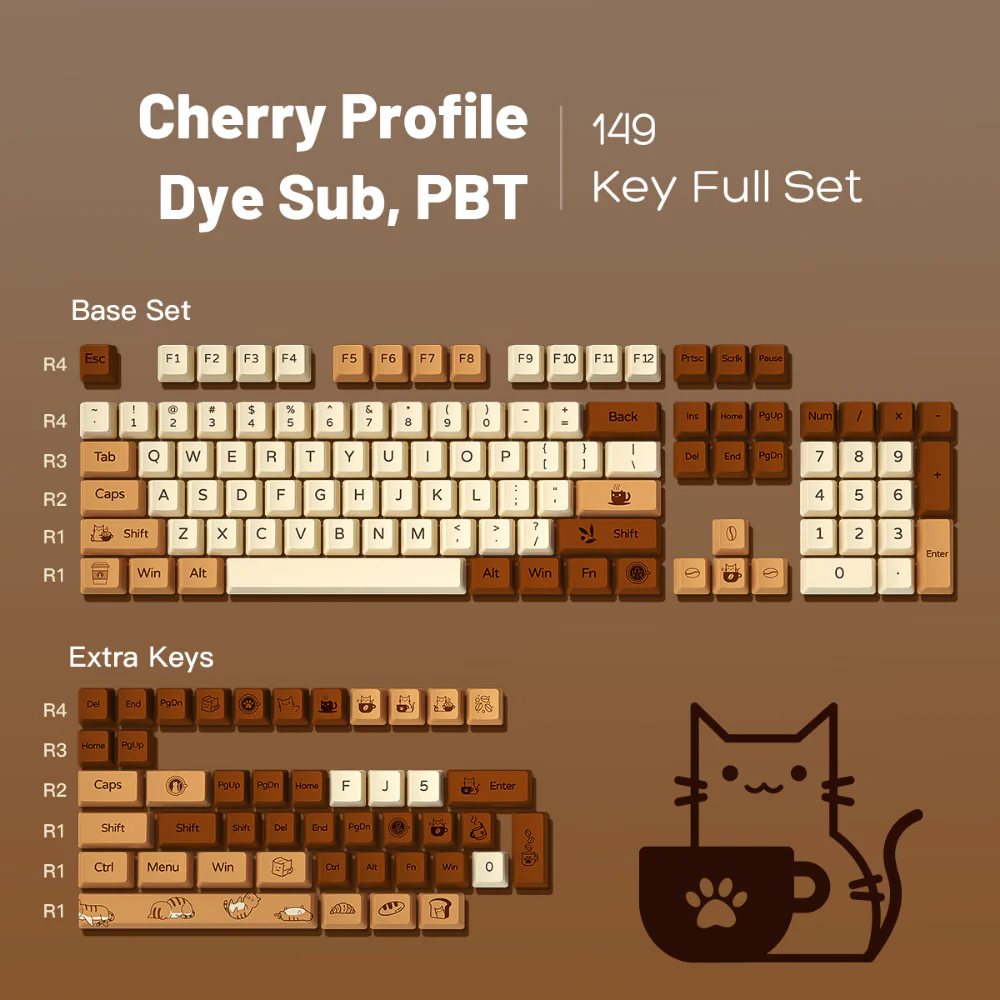 Cherry Profile
Dye Sub, PBT
149
Key Full Set
Base Set
R4 Esc F1 F2 F3 F4 F5 F6 F7 F8 F9 F10 F11 F12 Prtsc Scrlk Pause
~ ! @ # $ % ^ & * ( ) _ +
R4 ` 1 2 3 4 5 6 7 8 9 0 - = Back Ins Home PgUp Num / x -
R3 Tab Q W E R T Y U I O P { [ } ] | \ Del End PgDn 7 8 9 +
R2 Caps A S D F G H J K L : ; " ' 4 5 6
R1 Shift Z X C V B N M < , > . ? / Shift 1 2 3 Enter
R1 Win Alt Alt Win Fn 0 .
Extra Keys
R4 Del End PgDn
R3 Home PgUp
R2 Caps PgUp PgDn Home F J 5 Enter
R1 Shift Shift Shift Del End PgDn
R1 Ctrl Menu Win Ctrl Alt Fn Win 0
R1